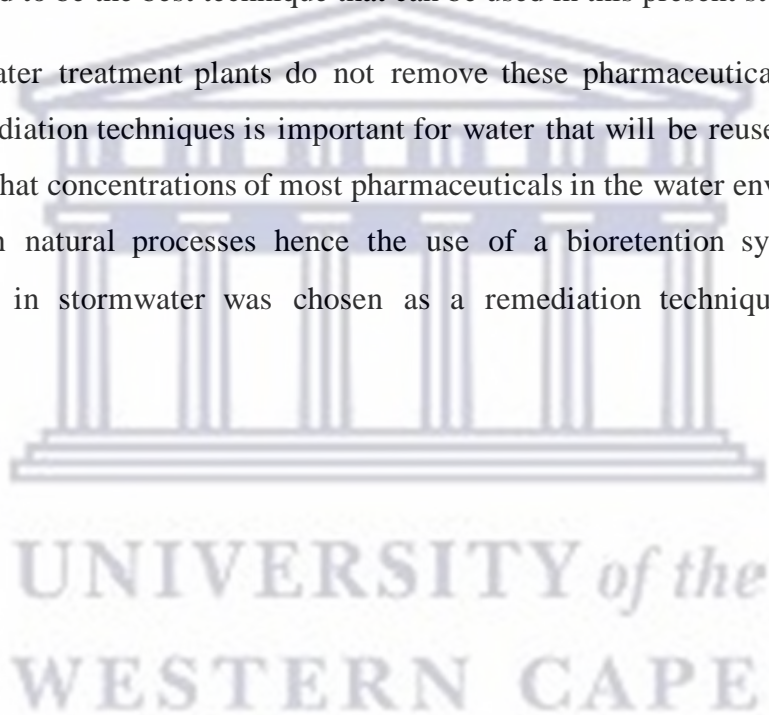 to be the best technique that can be used in this present
ater treatment plants do not remove these pharmaceutica
diation techniques is important for water that will be reuse
hat concentrations of most pharmaceuticals in the water env
n natural processes hence the use of a bioretention sy
in stormwater was chosen as a remediation techniqu
UNIVERSITY of the
WESTERN CAPE